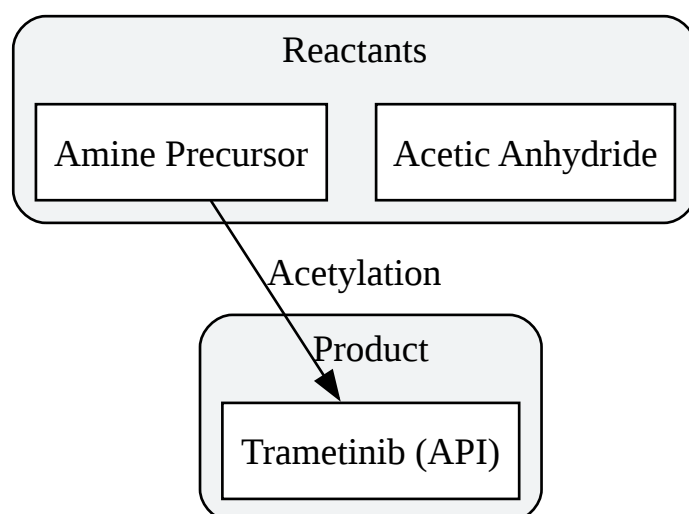 Reactants
Amine Precursor
Acetic Anhydride
Acetylation
Product
Trametinib (API)